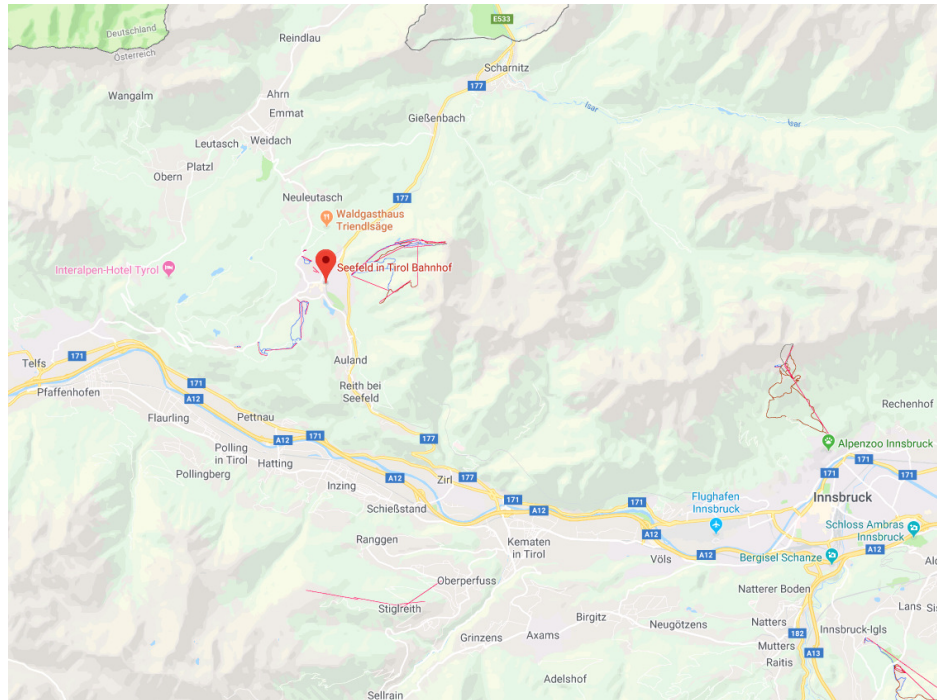 E533
Deutschland
Österreich
Reindlau
Scharnitz
177
Wangalm
Ahrn
Emmat
Isar
Isar
Gießenbach
Leutasch
Weidach
Platzl
Obern
Neuleutasch
177
Waldgasthaus
Triendlsäge
Interalpen-Hotel Tyrol
Seefeld in Tirol Bahnhof
171
Telfs
Auland
Pfaffenhofen
171
A12
Reith bei
Seefeld
Rechenhof
Flaurling
Pettnau
A12
171
177
Alpenzoo Innsbruck
Polling
in Tirol
Hatting
A12
171
171
171
Pollingberg
Zirl
177
Inzing
171
171
Flughafen
Innsbruck
Innsbruck
Schießstand
A12
Schloss Ambras
Innsbruck
Ranggen
Kematen
in Tirol
A12
Völs
Bergisel Schanze
A12
Oberperfuss
Natterer Boden
Stiglreith
Birgitz
Lans
Neugötzens
Natters
182
Innsbruck-Igls
Grinzens
Axams
Mutters
A13
Raitis
Adelshof
Sellrain